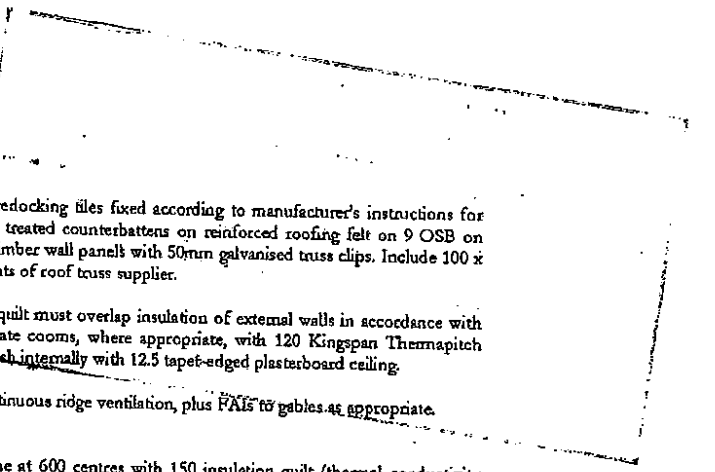 edocking tiles fixed according to manufacturer's instructions for
treated counterbattens on reinforced roofing felt on 9 OSB on
mber wall panels with 50mm galvanised truss clips. Include 100 x
ts of roof truss supplier.
quilt must overlap insulation of external walls in accordance with
ate cooms, where appropriate, with 120 Kingspan Thermapitch
sh internally with 12.5 taper-edged plasterboard ceiling.
tinuous ridge ventilation, plus FAIs to gables as appropriate.
e at 600 centres with 150 insulation quilt (thermal conductivity